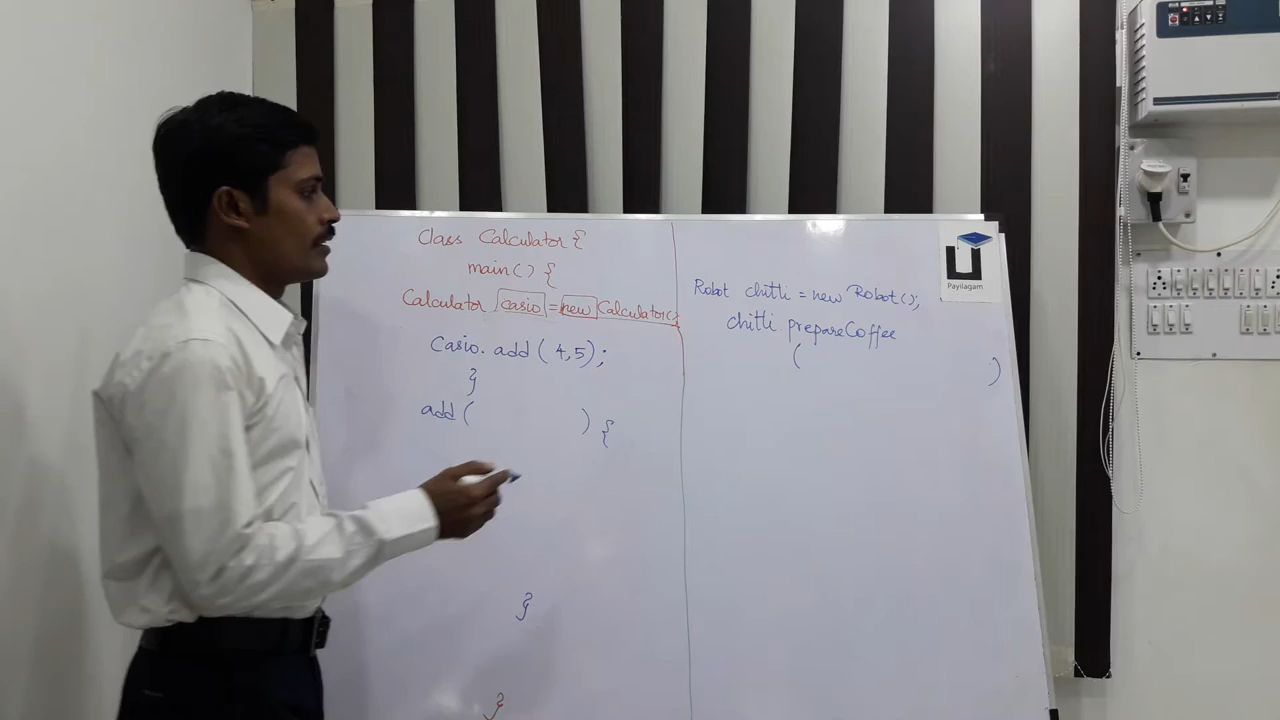 Class Calculator {
main() {
Calculator casio = new Calculator()
Casio. add ( 4,5);
}
add ( ) {
}
}
Robot chitti = new Robot();
chitti. prepareCoffee
( )
Payilagam